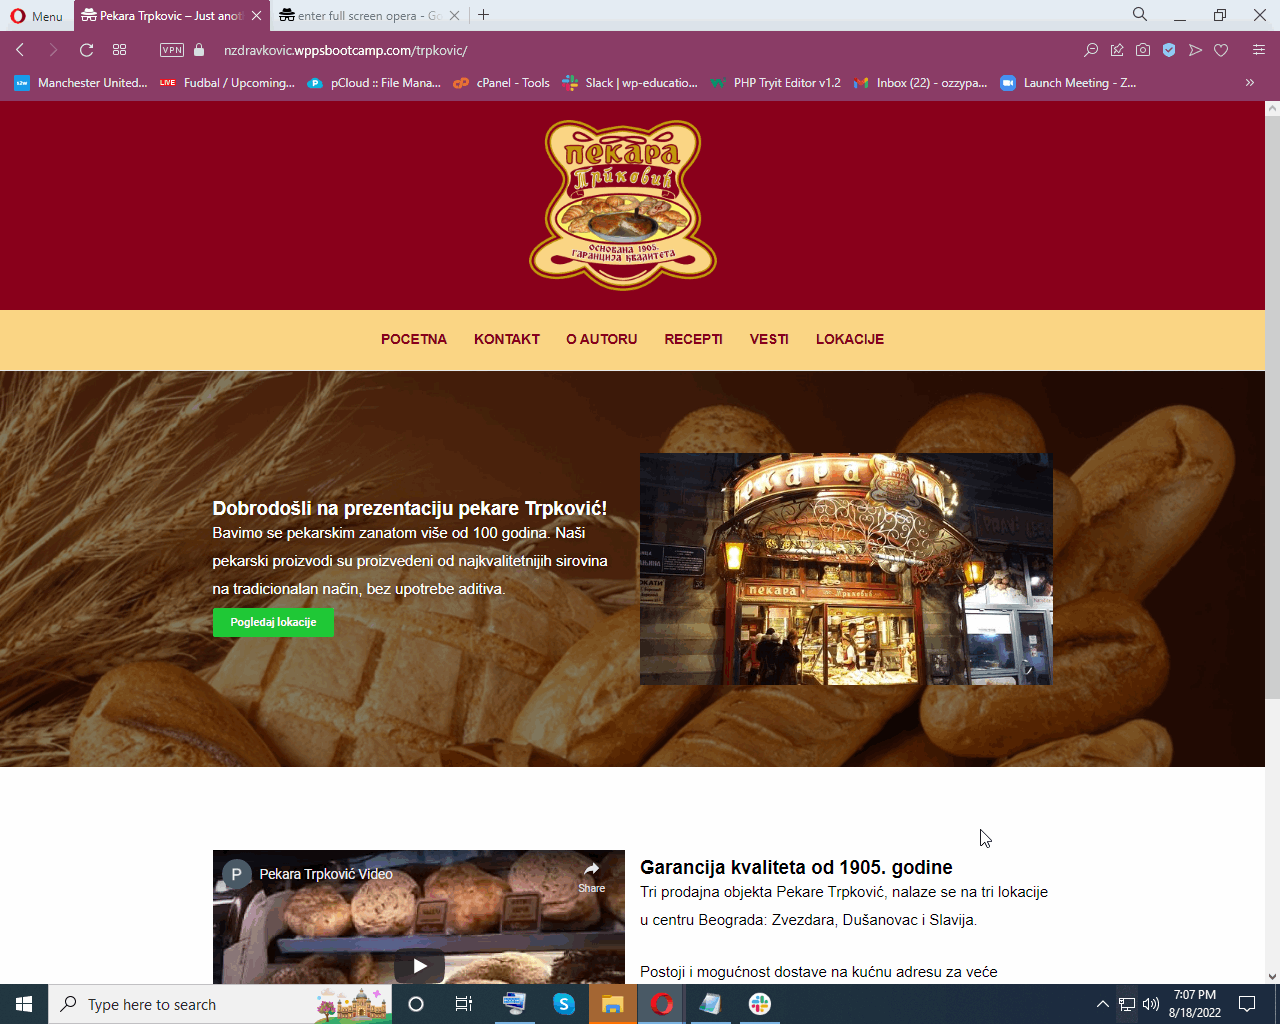 Menu
Pekara Trpkovic – Just anot
enter full screen opera - Go
VPN
nzdravkovic.wppsbootcamp.com/trpkovic/
Manchester United...
LIVE Fudbal / Upcoming...
pCloud :: File Mana...
cPanel - Tools
Slack | wp-educatio...
PHP Tryit Editor v1.2
Inbox (22) - ozzypa...
Launch Meeting - Z...
пекара
Трпковић
ОСНОВАНА 1905.
ГАРАНЦИЈА КВАЛИТЕТА
POCETNA
KONTAKT
O AUTORU
RECEPTI
VESTI
LOKACIJE
Dobrodošli na prezentaciju pekare Trpković!
Bavimo se pekarskim zanatom više od 100 godina. Naši
pekarski proizvodi su proizvedeni od najkvalitetnijih sirovina
na tradicionalan način, bez upotrebe aditiva.
Pogledaj lokacije
ПЕКАРА
P
Pekara Trpković Video
Share
Garancija kvaliteta od 1905. godine
Tri prodajna objekta Pekare Trpković, nalaze se na tri lokacije
u centru Beograda: Zvezdara, Dušanovac i Slavija.
Postoji i mogućnost dostave na kućnu adresu za veće
Type here to search
7:07 PM
8/18/2022